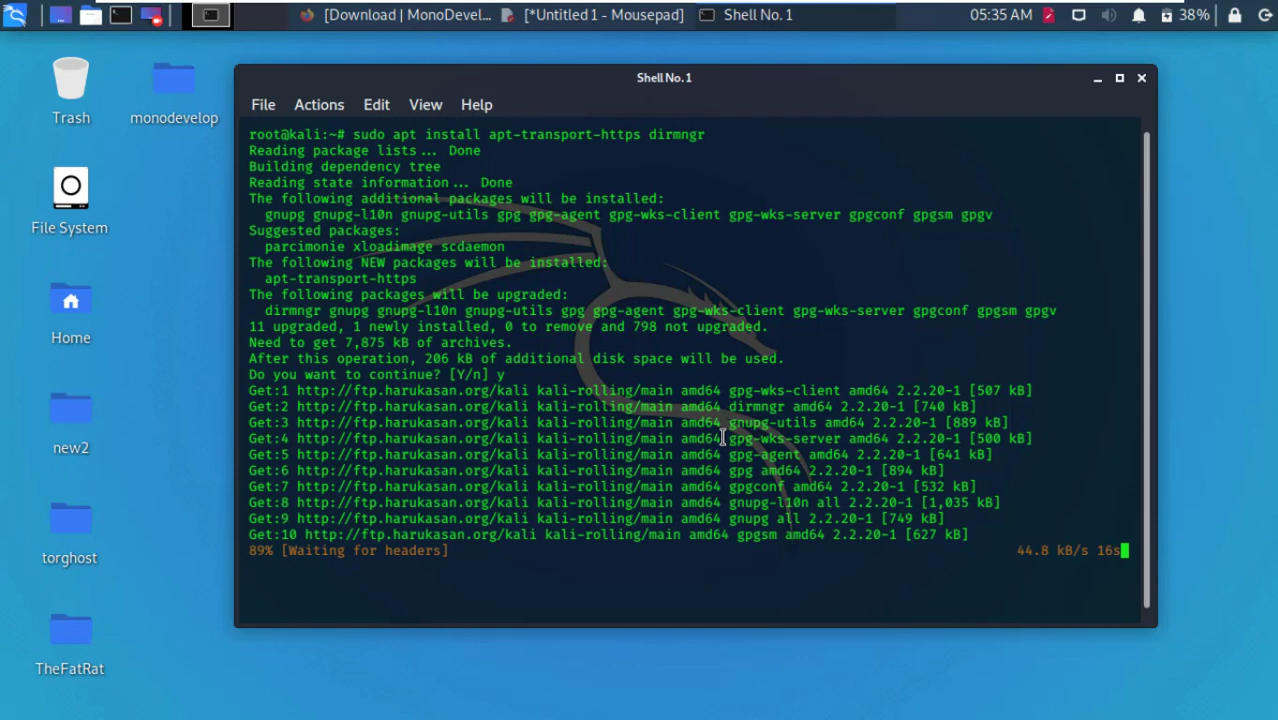 [Download | MonoDevel... [*Untitled 1 - Mousepad] Shell No. 1 05:35 AM 38%
Trash
monodevelop
File System
Home
new2
torghost
TheFatRat
Shell No. 1
File Actions Edit View Help
root@kali:~# sudo apt install apt-transport-https dirmngr
Reading package lists... Done
Building dependency tree
Reading state information... Done
The following additional packages will be installed:
gnupg gnupg-l10n gnupg-utils gpg gpg-agent gpg-wks-client gpg-wks-server gpgconf gpgsm gpgv
Suggested packages:
parcimonie xloadimage scdaemon
The following NEW packages will be installed:
apt-transport-https
The following packages will be upgraded:
dirmngr gnupg gnupg-l10n gnupg-utils gpg gpg-agent gpg-wks-client gpg-wks-server gpgconf gpgsm gpgv
11 upgraded, 1 newly installed, 0 to remove and 798 not upgraded.
Need to get 7,875 kB of archives.
After this operation, 206 kB of additional disk space will be used.
Do you want to continue? [Y/n] y
Get:1 http://ftp.harukasan.org/kali kali-rolling/main amd64 gpg-wks-client amd64 2.2.20-1 [507 kB]
Get:2 http://ftp.harukasan.org/kali kali-rolling/main amd64 dirmngr amd64 2.2.20-1 [740 kB]
Get:3 http://ftp.harukasan.org/kali kali-rolling/main amd64 gnupg-utils amd64 2.2.20-1 [889 kB]
Get:4 http://ftp.harukasan.org/kali kali-rolling/main amd64 gpg-wks-server amd64 2.2.20-1 [500 kB]
Get:5 http://ftp.harukasan.org/kali kali-rolling/main amd64 gpg-agent amd64 2.2.20-1 [641 kB]
Get:6 http://ftp.harukasan.org/kali kali-rolling/main amd64 gpg amd64 2.2.20-1 [894 kB]
Get:7 http://ftp.harukasan.org/kali kali-rolling/main amd64 gpgconf amd64 2.2.20-1 [532 kB]
Get:8 http://ftp.harukasan.org/kali kali-rolling/main amd64 gnupg-l10n all 2.2.20-1 [1,035 kB]
Get:9 http://ftp.harukasan.org/kali kali-rolling/main amd64 gnupg all 2.2.20-1 [749 kB]
Get:10 http://ftp.harukasan.org/kali kali-rolling/main amd64 gpgsm amd64 2.2.20-1 [627 kB]
89% [Waiting for headers] 44.8 kB/s 16s